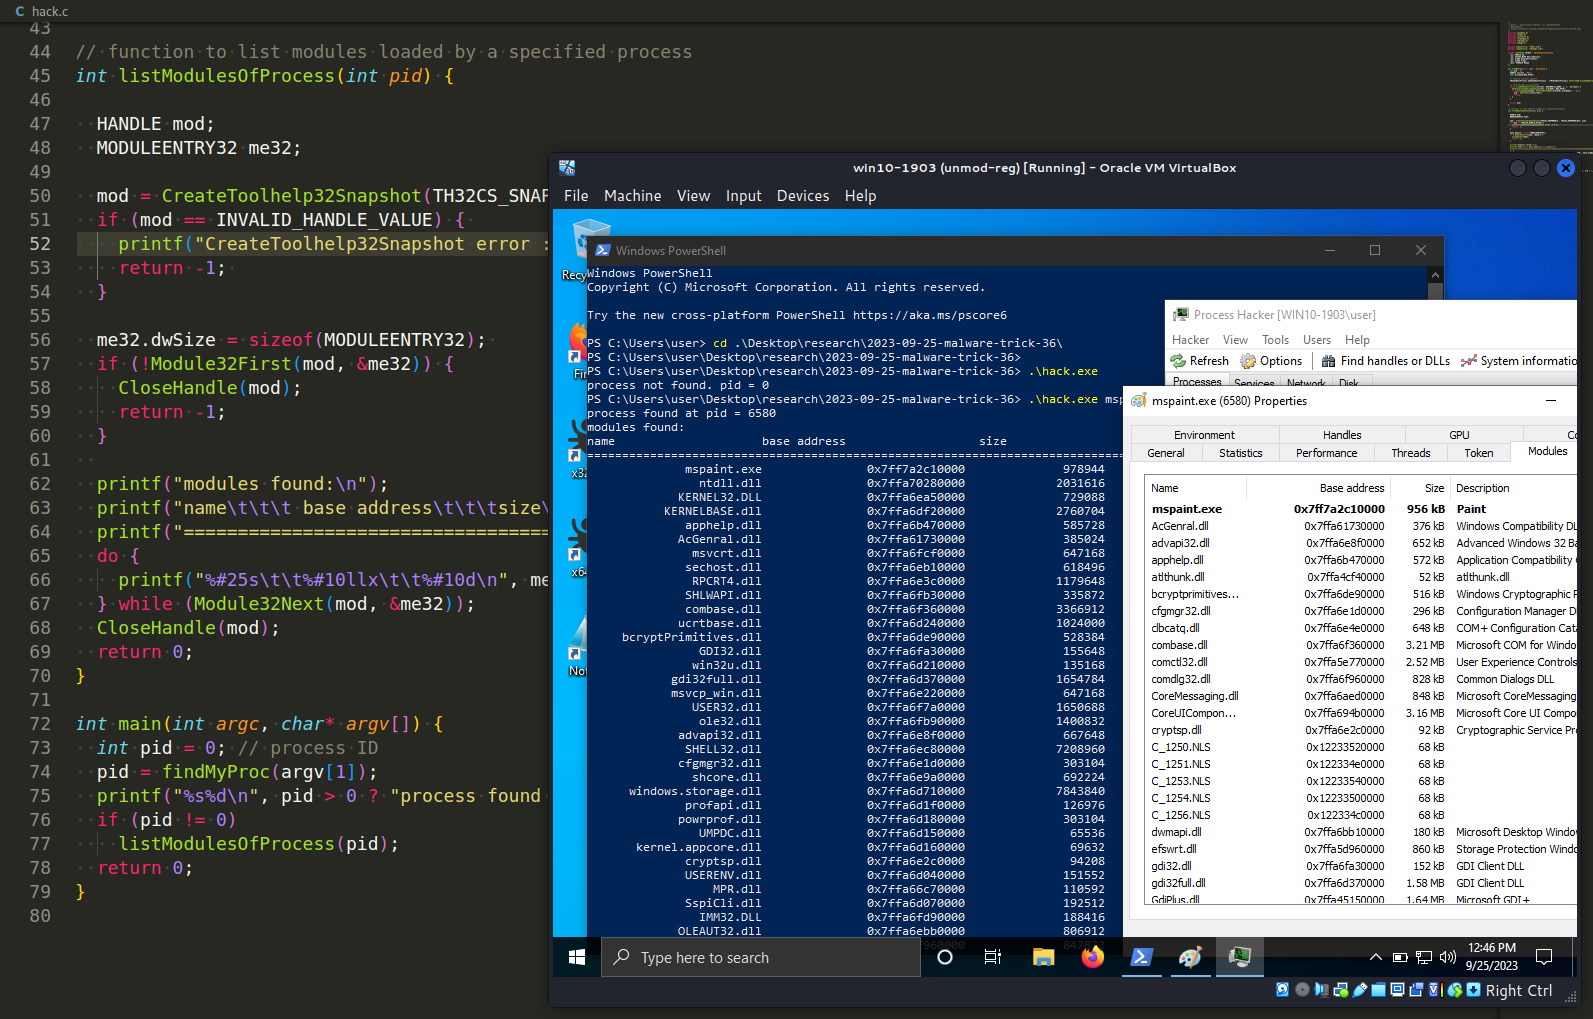 C hack.c
43
44 // function to list modules loaded by a specified process
45 int listModulesOfProcess(int pid) {
46
47 HANDLE mod;
48 MODULEENTRY32 me32;
49
50 mod = CreateToolhelp32Snapshot(TH32CS_SNAP
51 if (mod == INVALID_HANDLE_VALUE) {
52 printf("CreateToolhelp32Snapshot error :
53 return -1;
54 }
55
56 me32.dwSize = sizeof(MODULEENTRY32);
57 if (!Module32First(mod, &me32)) {
58 CloseHandle(mod);
59 return -1;
60 }
61
62 printf("modules found:\n");
63 printf("name\t\t\t base address\t\t\tsize\
64 printf("==================================
65 do {
66 printf("%#25s\t\t%#10llx\t\t%#10d\n", me
67 } while (Module32Next(mod, &me32));
68 CloseHandle(mod);
69 return 0;
70 }
71
72 int main(int argc, char* argv[]) {
73 int pid = 0; // process ID
74 pid = findMyProc(argv[1]);
75 printf("%s%d\n", pid > 0 ? "process found
76 if (pid != 0)
77 listModulesOfProcess(pid);
78 return 0;
79 }
80
win10-1903 (unmod-reg) [Running] - Oracle VM VirtualBox
File Machine View Input Devices Help
Recy
Fir
x32
x64
Not
Windows PowerShell
Windows PowerShell
Copyright (C) Microsoft Corporation. All rights reserved.
Try the new cross-platform PowerShell https://aka.ms/pscore6
PS C:\Users\user> cd .\Desktop\research\2023-09-25-malware-trick-36\
PS C:\Users\user\Desktop\research\2023-09-25-malware-trick-36>
PS C:\Users\user\Desktop\research\2023-09-25-malware-trick-36> .\hack.exe
process not found. pid = 0
PS C:\Users\user\Desktop\research\2023-09-25-malware-trick-36> .\hack.exe msp
process found at pid = 6580
modules found:
name base address size
================================================================================
mspaint.exe 0x7ff7a2c10000 978944
ntdll.dll 0x7ffa70280000 2031616
KERNEL32.DLL 0x7ffa6ea50000 729088
KERNELBASE.dll 0x7ffa6df20000 2760704
apphelp.dll 0x7ffa6b470000 585728
AcGenral.dll 0x7ffa61730000 385024
msvcrt.dll 0x7ffa6fcf0000 647168
sechost.dll 0x7ffa6eb10000 618496
RPCRT4.dll 0x7ffa6e3c0000 1179648
SHLWAPI.dll 0x7ffa6fb30000 335872
combase.dll 0x7ffa6f360000 3366912
ucrtbase.dll 0x7ffa6d240000 1024000
bcryptPrimitives.dll 0x7ffa6de90000 528384
GDI32.dll 0x7ffa6fa30000 155648
win32u.dll 0x7ffa6d210000 135168
gdi32full.dll 0x7ffa6d370000 1654784
msvcp_win.dll 0x7ffa6e220000 647168
USER32.dll 0x7ffa6f7a0000 1650688
ole32.dll 0x7ffa6fb90000 1400832
advapi32.dll 0x7ffa6e8f0000 667648
SHELL32.dll 0x7ffa6ec80000 7208960
cfgmgr32.dll 0x7ffa6e1d0000 303104
shcore.dll 0x7ffa6e9a0000 692224
windows.storage.dll 0x7ffa6d710000 7843840
profapi.dll 0x7ffa6d1f0000 126976
powrprof.dll 0x7ffa6d180000 303104
UMPDC.dll 0x7ffa6d150000 65536
kernel.appcore.dll 0x7ffa6d160000 69632
cryptsp.dll 0x7ffa6e2c0000 94208
USERENV.dll 0x7ffa6d040000 151552
MPR.dll 0x7ffa66c70000 110592
SspiCli.dll 0x7ffa6d070000 192512
IMM32.DLL 0x7ffa6fd90000 188416
OLEAUT32.dll 0x7ffa6ebb0000 806912
Process Hacker [WIN10-1903\user]
Hacker View Tools Users Help
Refresh Options Find handles or DLLs System informatio
Processes Services Network Disk
mspaint.exe (6580) Properties
Environment Handles GPU Co
General Statistics Performance Threads Token Modules
Name Base address Size Description
mspaint.exe 0x7ff7a2c10000 956 kB Paint
AcGenral.dll 0x7ffa61730000 376 kB Windows Compatibility DL
advapi32.dll 0x7ffa6e8f0000 652 kB Advanced Windows 32 Ba
apphelp.dll 0x7ffa6b470000 572 kB Application Compatibility
atlthunk.dll 0x7ffa4cf40000 52 kB atlthunk.dll
bcryptprimitives... 0x7ffa6de90000 516 kB Windows Cryptographic P
cfgmgr32.dll 0x7ffa6e1d0000 296 kB Configuration Manager D
clbcatq.dll 0x7ffa6e4e0000 648 kB COM+ Configuration Cata
combase.dll 0x7ffa6f360000 3.21 MB Microsoft COM for Windo
comctl32.dll 0x7ffa5e770000 2.52 MB User Experience Controls
comdlg32.dll 0x7ffa6f960000 828 kB Common Dialogs DLL
CoreMessaging.dll 0x7ffa6aed0000 848 kB Microsoft CoreMessaging
CoreUICompon... 0x7ffa694b0000 3.16 MB Microsoft Core UI Compo
cryptsp.dll 0x7ffa6e2c0000 92 kB Cryptographic Service Pr
C_1250.NLS 0x12233520000 68 kB
C_1251.NLS 0x122334e0000 68 kB
C_1253.NLS 0x12233540000 68 kB
C_1254.NLS 0x12233500000 68 kB
C_1256.NLS 0x122334c0000 68 kB
dwmapi.dll 0x7ffa6bb10000 180 kB Microsoft Desktop Window
efswrt.dll 0x7ffa5d960000 860 kB Storage Protection Windo
gdi32.dll 0x7ffa6fa30000 152 kB GDI Client DLL
gdi32full.dll 0x7ffa6d370000 1.58 MB GDI Client DLL
GdiPlus.dll 0x7ffa45150000 1.64 MB Microsoft GDI+
Type here to search
12:46 PM
9/25/2023
Right Ctrl